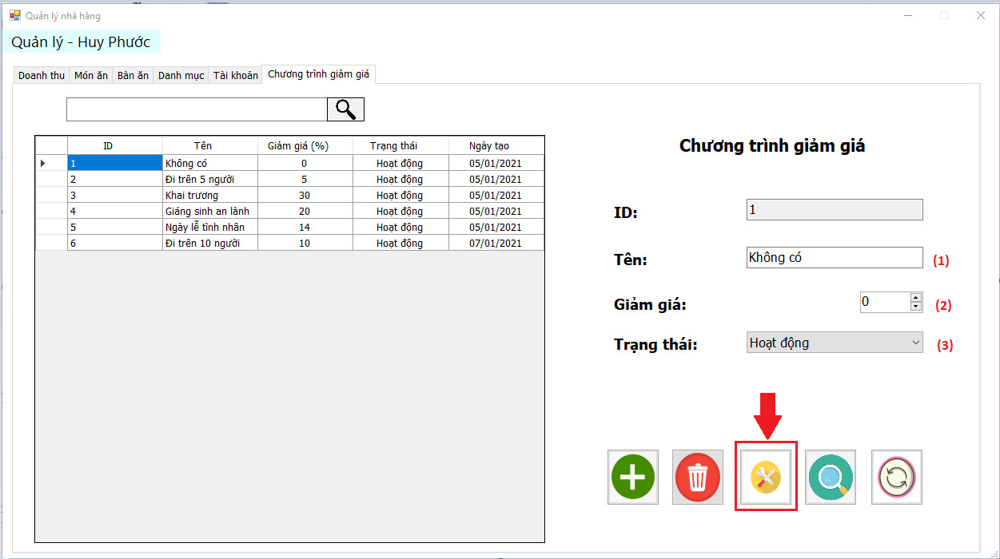 Quản lý nhà hàng
Quản lý - Huy Phước
Doanh thu Món ăn Bàn ăn Danh mục Tài khoản Chương trình giảm giá
ID Tên Giảm giá (%) Trạng thái Ngày tạo
1 Không có 0 Hoạt động 05/01/2021
2 Đi trên 5 người 5 Hoạt động 05/01/2021
3 Khai trương 30 Hoạt động 05/01/2021
4 Giáng sinh an lành 20 Hoạt động 05/01/2021
5 Ngày lễ tình nhân 14 Hoạt động 05/01/2021
6 Đi trên 10 người 10 Hoạt động 07/01/2021
Chương trình giảm giá
ID: 1
Tên: Không có (1)
Giảm giá: 0 (2)
Trạng thái: Hoạt động (3)